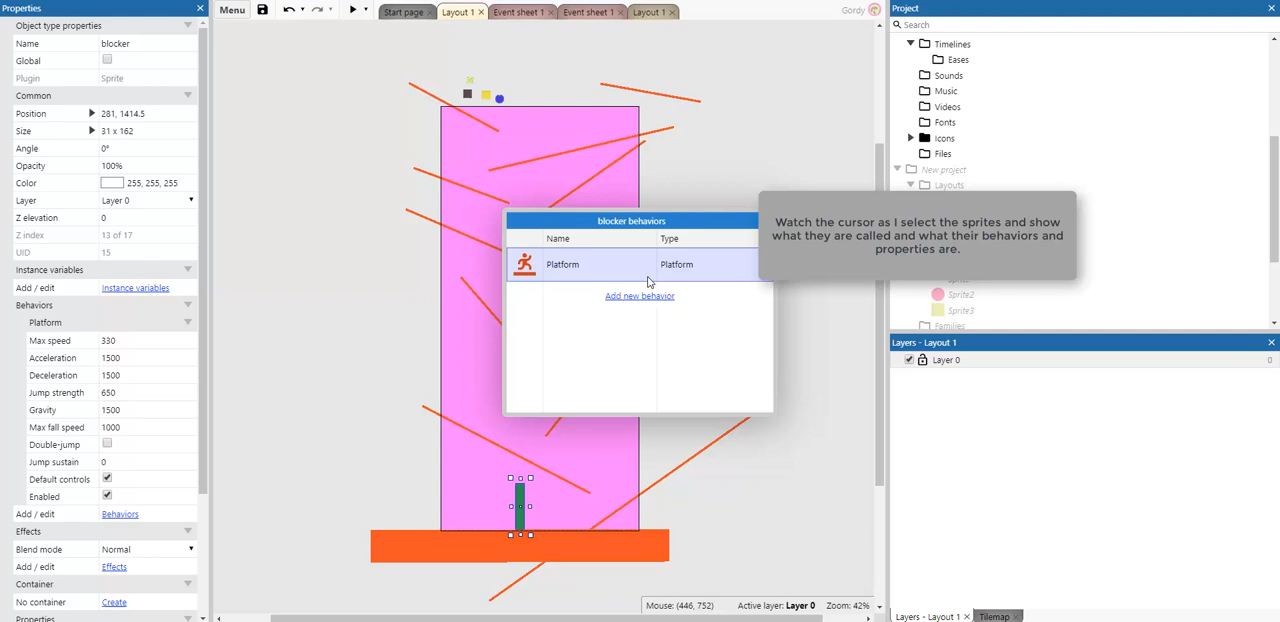 Properties
Object type properties
Name blocker
Global
Plugin Sprite
Common
Position 281, 1414.5
Size 31 x 162
Angle 0°
Opacity 100%
Color 255, 255, 255
Layer Layer 0
Z elevation 0
Z index 13 of 17
UID 15
Instance variables
Add / edit Instance variables
Behaviors
Platform
Max speed 330
Acceleration 1500
Deceleration 1500
Jump strength 650
Gravity 1500
Max fall speed 1000
Double-jump
Jump sustain 0
Default controls
Enabled
Add / edit Behaviors
Effects
Blend mode Normal
Add / edit Effects
Container
No container Create
Properties
Menu
Start page Layout 1 Event sheet 1 Event sheet 1 Layout 1
Gordy
blocker behaviors
Name Type
Platform Platform
Add new behavior
Watch the cursor as I select the sprites and show
what they are called and what their behaviors and
properties are.
Mouse: (446, 752) Active layer: Layer 0 Zoom: 42%
Project
Search
Timelines
Eases
Sounds
Music
Videos
Fonts
Icons
Files
New project
Layouts
Sprite2
Sprite3
Families
Layers - Layout 1
Layer 0 0
Layers - Layout 1 Tilemap